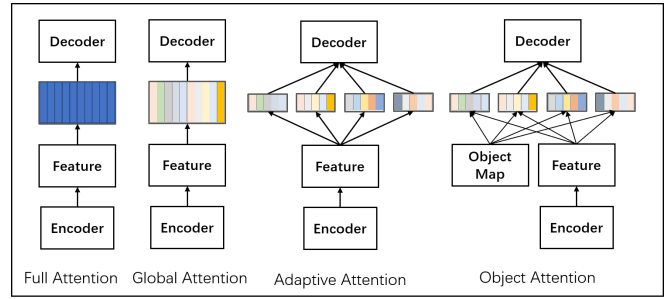 Decoder
Decoder
Decoder
Decoder
Feature
Feature
Feature
Object
Map
Feature
Encoder
Encoder
Encoder
Encoder
Full Attention
Global Attention
Adaptive Attention
Object Attention